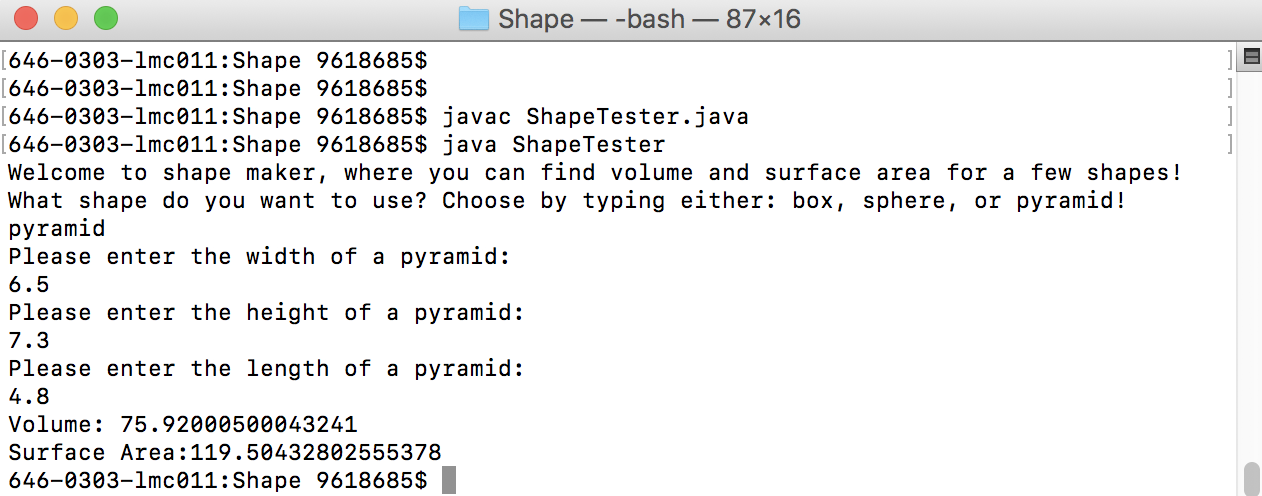 Shape — -bash — 87×16
[646-0303-lmc011:Shape 9618685$ ]
[646-0303-lmc011:Shape 9618685$ ]
[646-0303-lmc011:Shape 9618685$ javac ShapeTester.java ]
[646-0303-lmc011:Shape 9618685$ java ShapeTester ]
Welcome to shape maker, where you can find volume and surface area for a few shapes!
What shape do you want to use? Choose by typing either: box, sphere, or pyramid!
pyramid
Please enter the width of a pyramid:
6.5
Please enter the height of a pyramid:
7.3
Please enter the length of a pyramid:
4.8
Volume: 75.92000500043241
Surface Area:119.50432802555378
646-0303-lmc011:Shape 9618685$